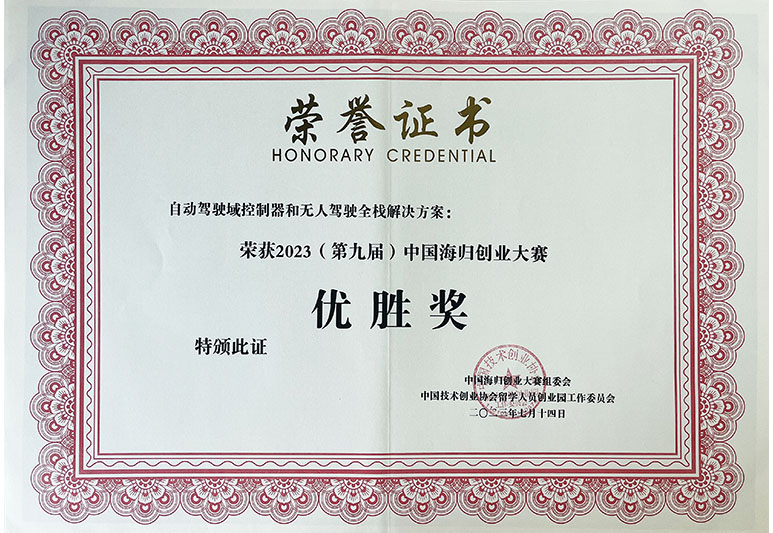 荣誉证书
HONORARY CREDENTIAL
自动驾驶域控制器和无人驾驶全栈解决方案：
荣获2023（第九届）中国海归创业大赛
优胜奖
特颁此证
中国海归创业大赛组委会
中国技术创业协会留学人员创业园工作委员会
二〇二三年七月十四日